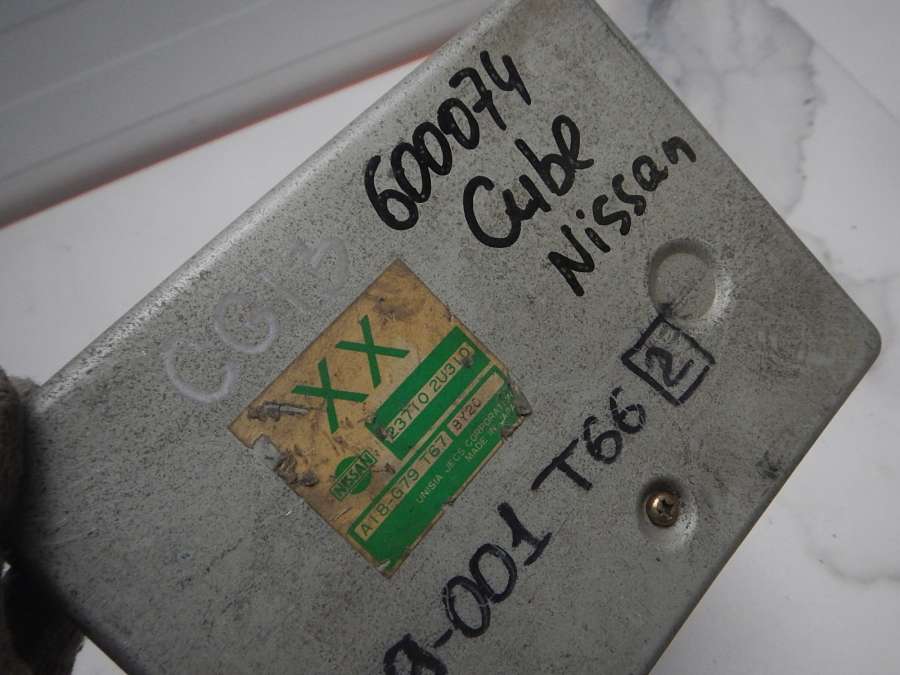 600074
Cube
Nissan
CG13
XX
23710 2U310
NISSAN
A18-G79 T67 BY20
UNISIA JECS CORPORATION
MADE IN JAPAN
-001 T66 2